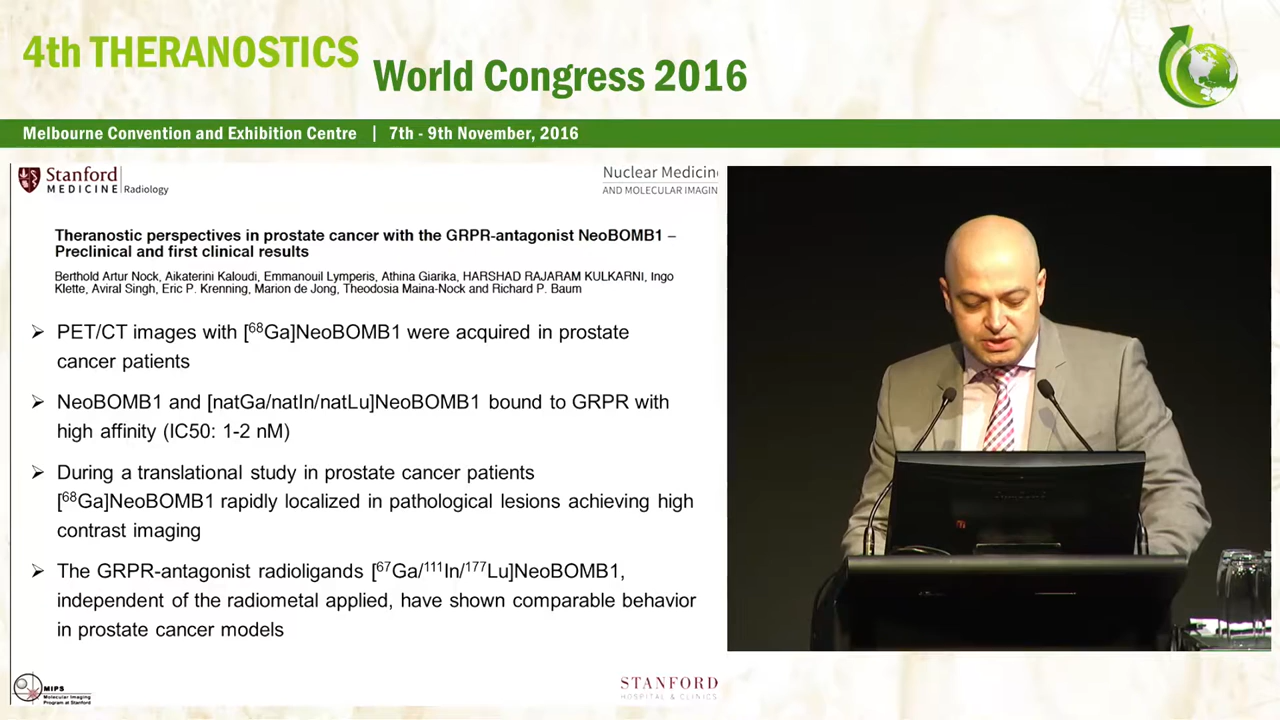 4th THERANOSTICS
World Congress 2016
Melbourne Convention and Exhibition Centre | 7th - 9th November, 2016
Stanford
MEDICINE Radiology
Nuclear Medicin
AND MOLECULAR IMAGIN
Theranostic perspectives in prostate cancer with the GRPR-antagonist NeoBOMB1 –
Preclinical and first clinical results
Berthold Artur Nock, Aikaterini Kaloudi, Emmanouil Lymperis, Athina Giarika, HARSHAD RAJARAM KULKARNI, Ingo
Klette, Aviral Singh, Eric P. Krenning, Marion de Jong, Theodosia Maina-Nock and Richard P. Baum
➢ PET/CT images with [⁶⁸Ga]NeoBOMB1 were acquired in prostate
cancer patients
➢ NeoBOMB1 and [natGa/natIn/natLu]NeoBOMB1 bound to GRPR with
high affinity (IC50: 1-2 nM)
➢ During a translational study in prostate cancer patients
[⁶⁸Ga]NeoBOMB1 rapidly localized in pathological lesions achieving high
contrast imaging
➢ The GRPR-antagonist radioligands [⁶⁷Ga/¹¹¹In/¹⁷⁷Lu]NeoBOMB1,
independent of the radiometal applied, have shown comparable behavior
in prostate cancer models
MIPS
Molecular Imaging
Program at Stanford
STANFORD
HOSPITAL & CLINICS